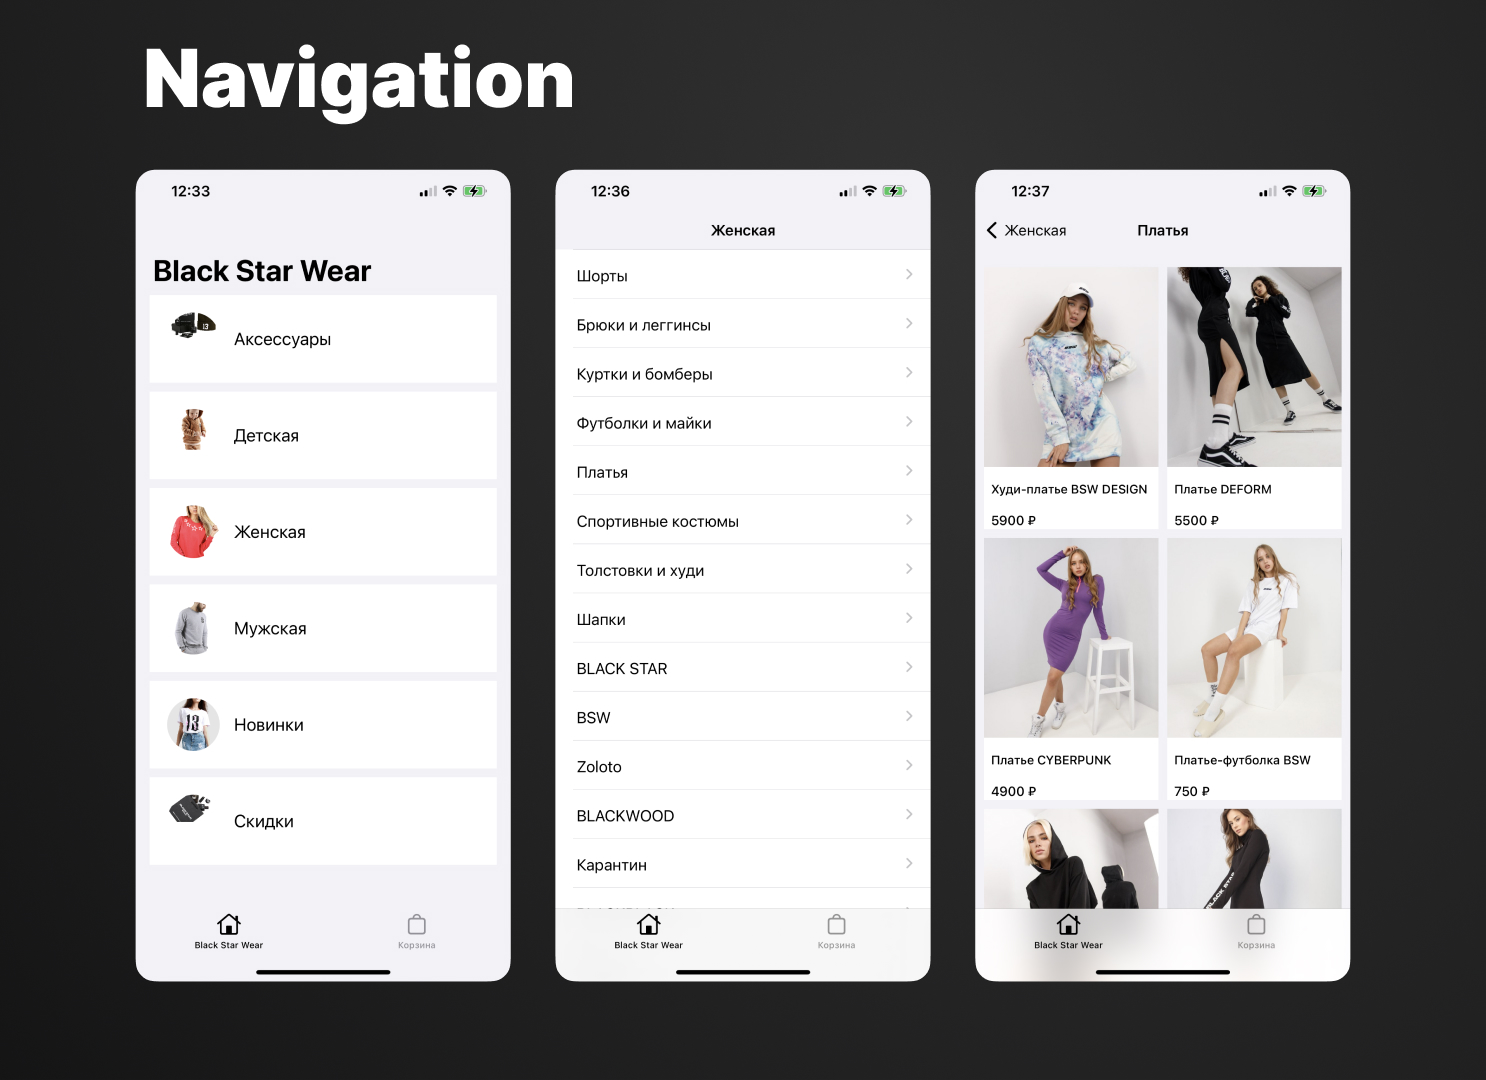 Navigation
12:33
Black Star Wear
Аксессуары
Детская
Женская
Мужская
13
Новинки
Скидки
Black Star Wear
Корзина
12:36
Женская
Шорты
Брюки и леггинсы
Куртки и бомберы
Футболки и майки
Платья
Спортивные костюмы
Толстовки и худи
Шапки
BLACK STAR
BSW
Zoloto
BLACKWOOD
Карантин
Black Star Wear
Корзина
12:37
Женская
Платья
Худи-платье BSW DESIGN
5900 ₽
Платье DEFORM
5500 ₽
Платье CYBERPUNK
4900 ₽
Платье-футболка BSW
750 ₽
BLACK STAR
Black Star Wear
Корзина